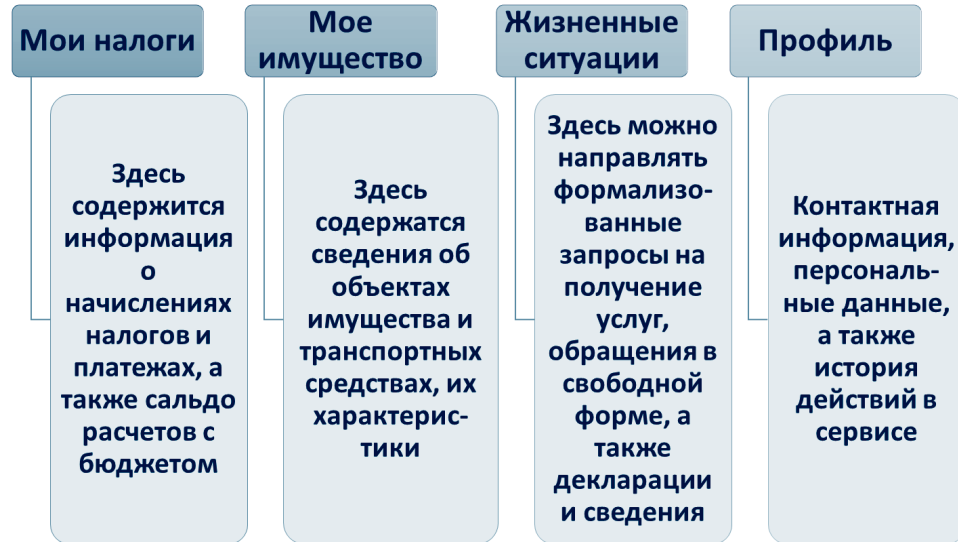 Мои налоги
Здесь
содержится
информация
о
начислениях
налогов и
платежах, а
также сальдо
расчетов с
бюджетом
Мое
имущество
Здесь
содержатся
сведения об
объектах
имущества и
транспортных
средствах, их
характерис-
тики
Жизненные
ситуации
Здесь можно
направлять
формализо-
ванные
запросы на
получение
услуг,
обращения в
свободной
форме, а
также
декларации
и сведения
Профиль
Контактная
информация,
персональ-
ные данные,
а также
история
действий в
сервисе